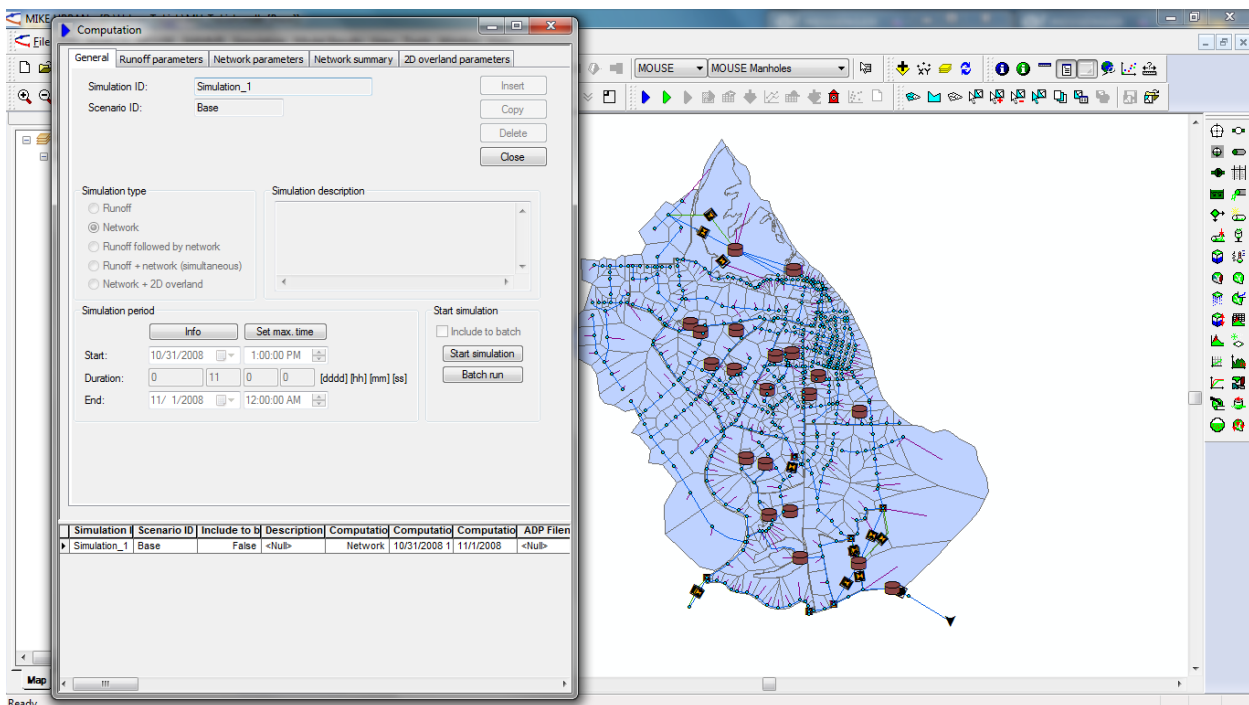 MIKE
Computation
File
General Runoff parameters Network parameters Network summary 2D overland parameters
MOUSE MOUSE Manholes
Simulation ID: Simulation_1 Insert
Scenario ID: Base Copy
Delete
Close
Simulation type Simulation description
Runoff
Network
Runoff followed by network
Runoff + network (simultaneous)
Network + 2D overland
Simulation period Start simulation
Info Set max. time Include to batch
Start: 10/31/2008 1:00:00 PM Start simulation
Duration: 0 11 0 0 [dddd] [hh] [mm] [ss] Batch run
End: 11/ 1/2008 12:00:00 AM
Simulation I Scenario ID Include to b Description Computatio Computatio Computatio ADP Filen
Simulation_1 Base False <Null> Network 10/31/2008 1 11/1/2008 <Null>
Map
Ready